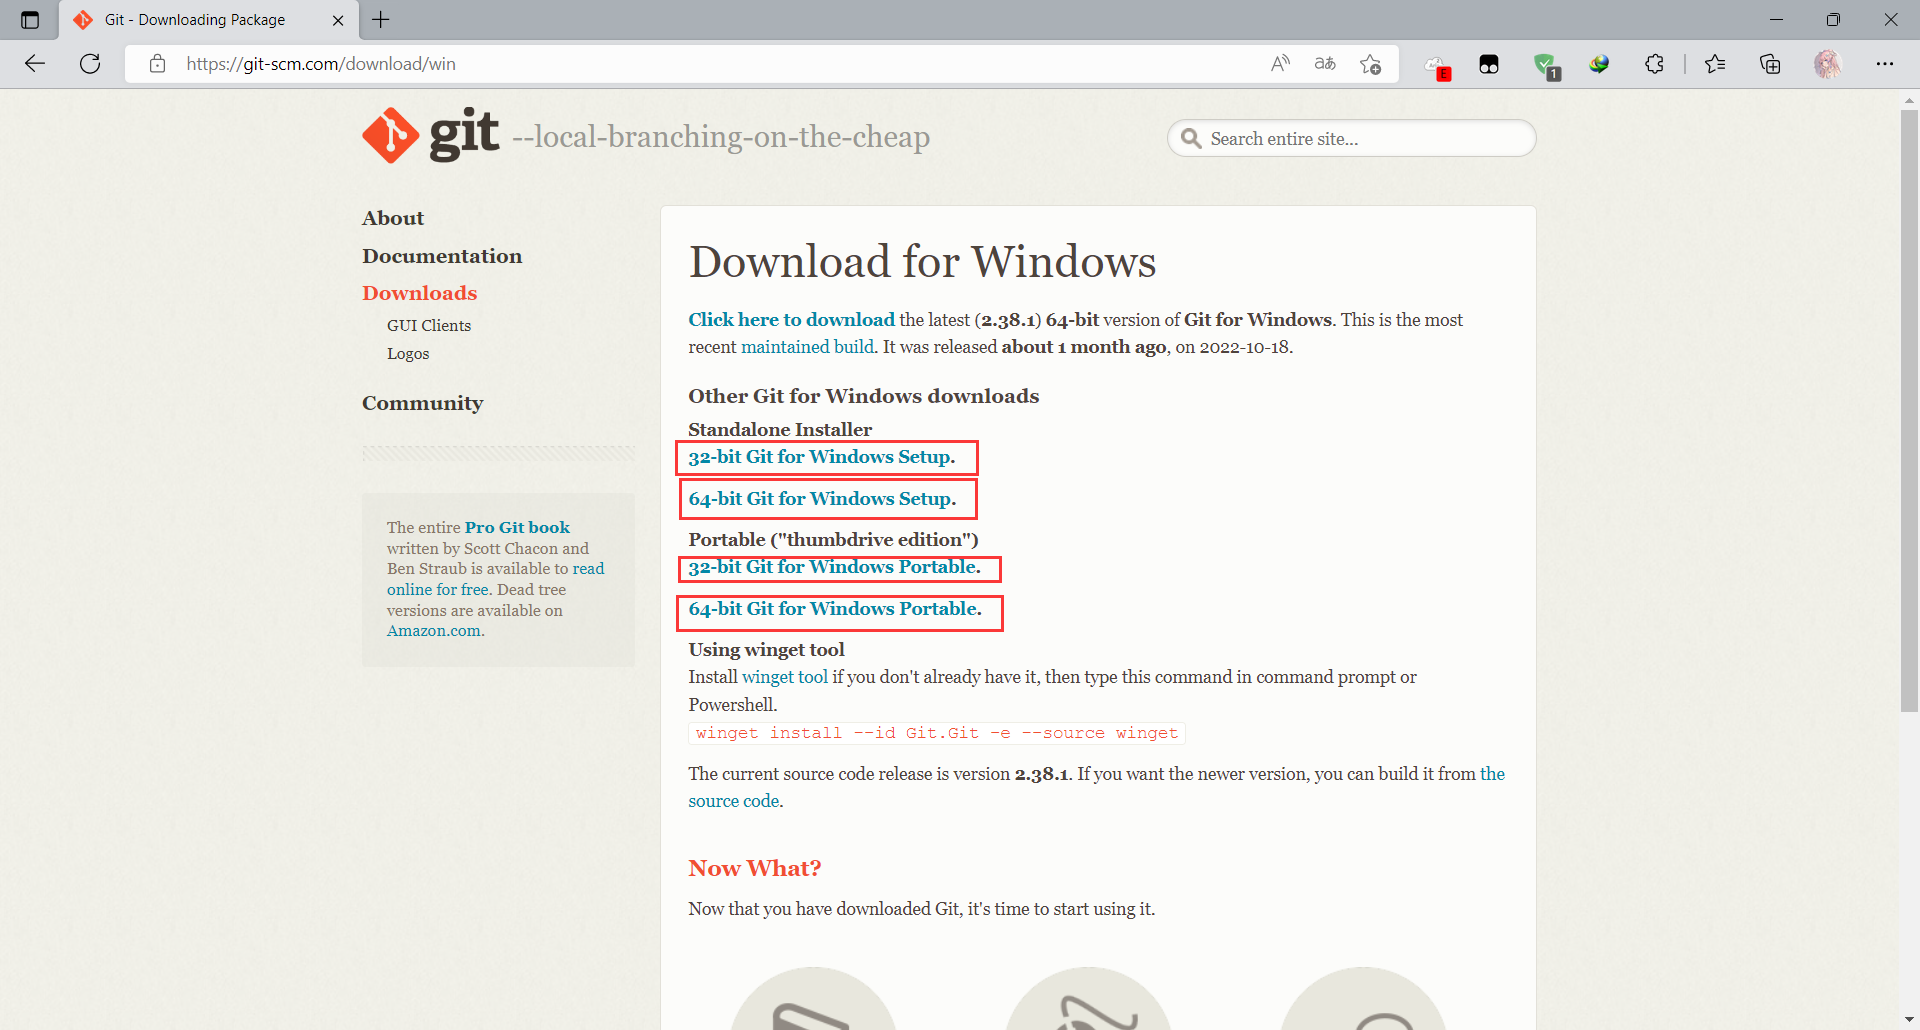 Git - Downloading Package
https://git-scm.com/download/win
1
git --local-branching-on-the-cheap
Search entire site...
About
Documentation
Downloads
GUI Clients
Logos
Community
The entire Pro Git book
written by Scott Chacon and
Ben Straub is available to read
online for free. Dead tree
versions are available on
Amazon.com.
Download for Windows
Click here to download the latest (2.38.1) 64-bit version of Git for Windows. This is the most
recent maintained build. It was released about 1 month ago, on 2022-10-18.
Other Git for Windows downloads
Standalone Installer
32-bit Git for Windows Setup.
64-bit Git for Windows Setup.
Portable ("thumbdrive edition")
32-bit Git for Windows Portable.
64-bit Git for Windows Portable.
Using winget tool
Install winget tool if you don't already have it, then type this command in command prompt or
Powershell.
winget install --id Git.Git -e --source winget
The current source code release is version 2.38.1. If you want the newer version, you can build it from the
source code.
Now What?
Now that you have downloaded Git, it's time to start using it.